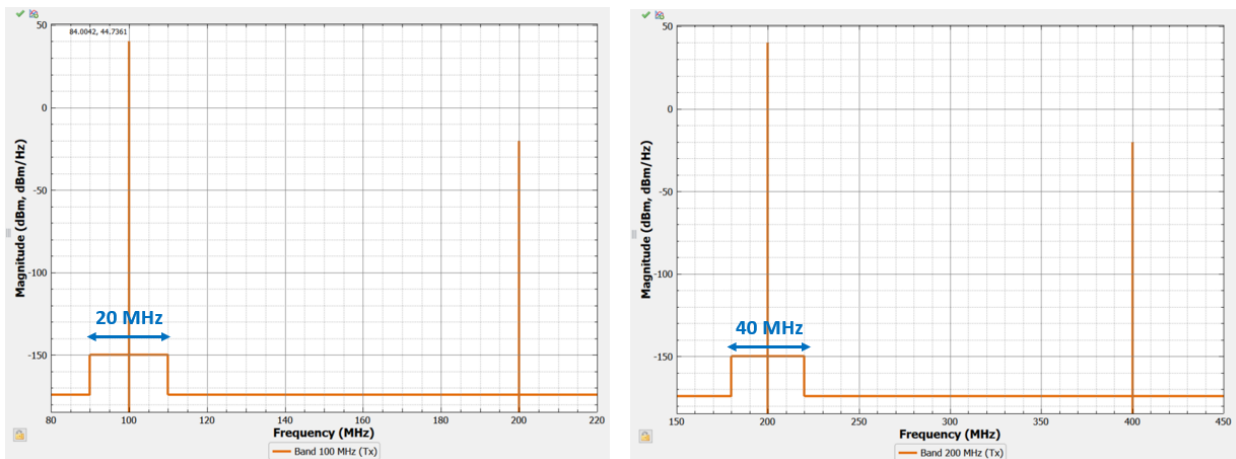 84.0042, 44.7361
50
0
-50
-100
-150
Magnitude (dBm, dBm/Hz)
20 MHz
80 100 120 140 160 180 200 220
Frequency (MHz)
Band 100 MHz (Tx)
50
0
-50
-100
-150
Magnitude (dBm, dBm/Hz)
40 MHz
150 200 250 300 350 400 450
Frequency (MHz)
Band 200 MHz (Tx)